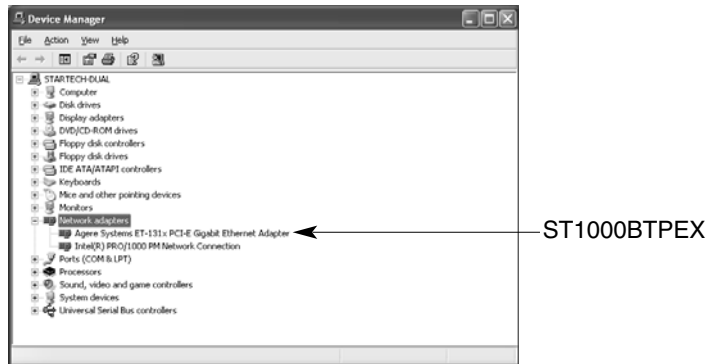 Device Manager
File Action View Help
STARTECH-DUAL
Computer
Disk drives
Display adapters
DVD/CD-ROM drives
Floppy disk controllers
Floppy disk drives
IDE ATA/ATAPI controllers
Keyboards
Mice and other pointing devices
Monitors
Network adapters
Agere Systems ET-131x PCI-E Gigabit Ethernet Adapter
ST1000BTPEX
Intel(R) PRO/1000 PM Network Connection
Ports (COM & LPT)
Processors
Sound, video and game controllers
System devices
Universal Serial Bus controllers